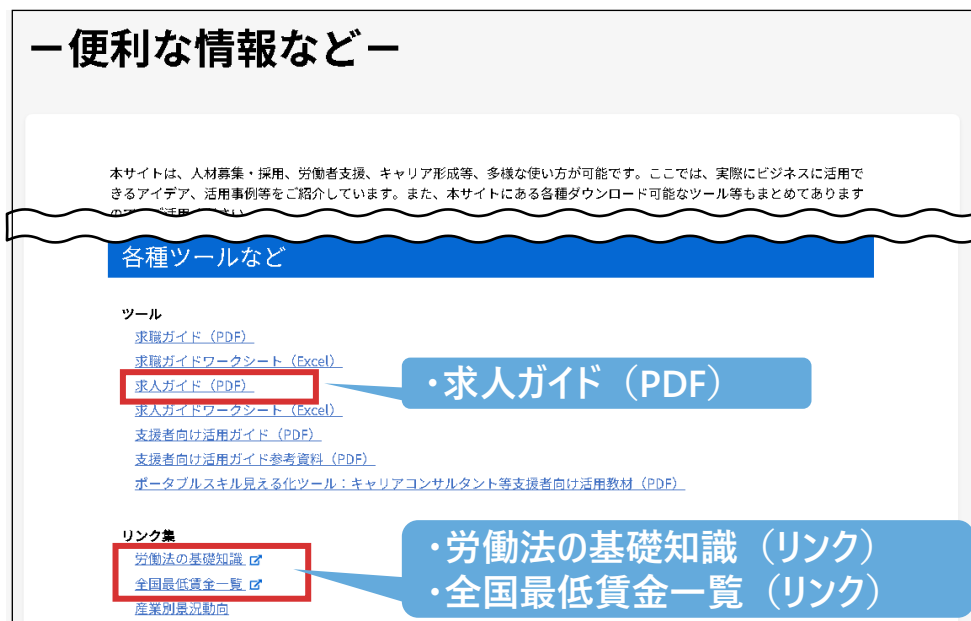 ー便利な情報などー
本サイトは、人材募集・採用、労働者支援、キャリア形成等、多様な使い方が可能です。ここでは、実際にビジネスに活用で
きるアイデア、活用事例等をご紹介しています。また、本サイトにある各種ダウンロード可能なツール等もまとめてあります
各種ツールなど
ツール
求職ガイド（PDF）
求職ガイドワークシート（Excel）
求人ガイド（PDF）
・求人ガイド（PDF）
求人ガイドワークシート（Excel）
支援者向け活用ガイド（PDF）
支援者向け活用ガイド参考資料（PDF）
ポータブルスキル見える化ツール：キャリアコンサルタント等支援者向け活用教材（PDF）
リンク集
労働法の基礎知識
・労働法の基礎知識（リンク）
全国最低賃金一覧
・全国最低賃金一覧（リンク）
産業別景況動向